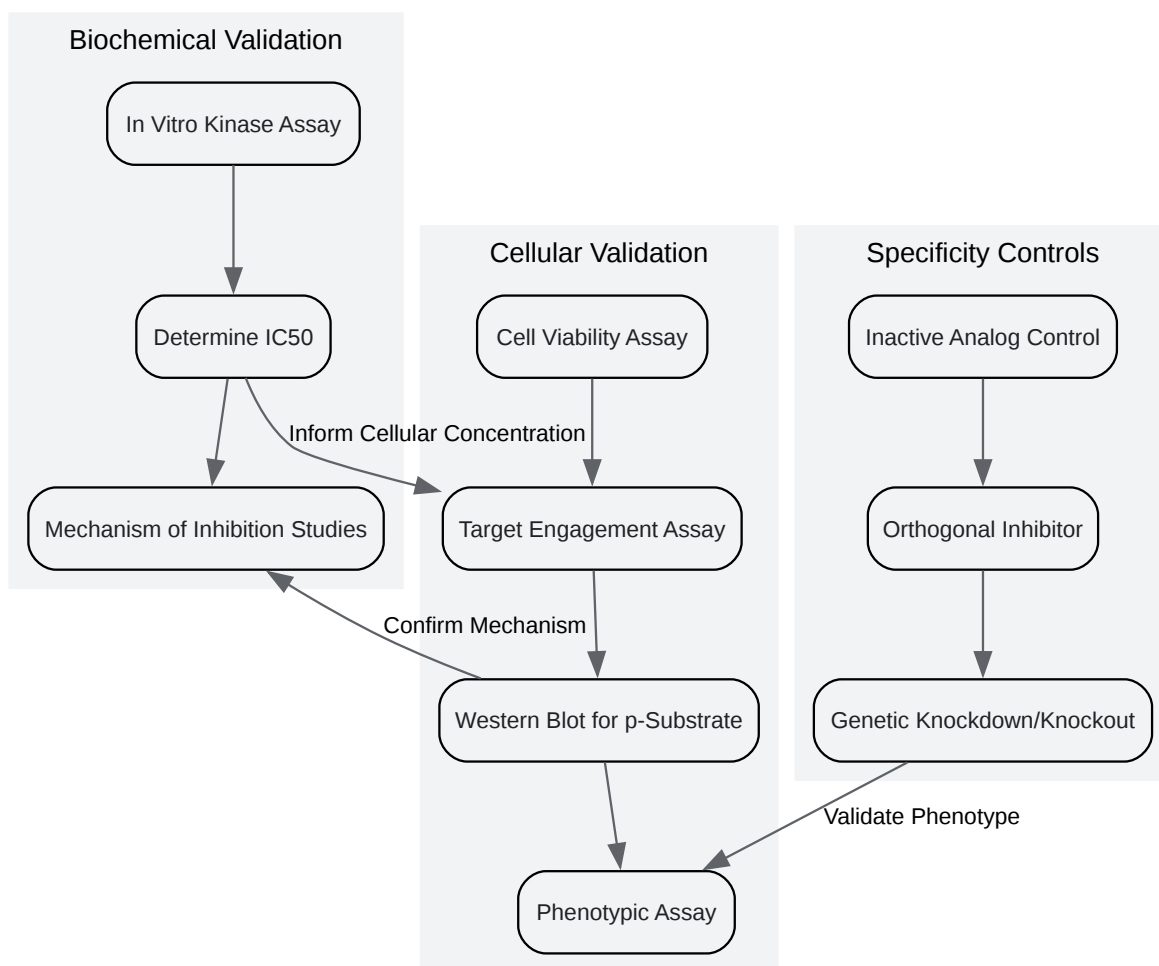 Biochemical Validation
In Vitro Kinase Assay
Cellular Validation
Specificity Controls
Determine IC50
Cell Viability Assay
Inactive Analog Control
Inform Cellular Concentration
Mechanism of Inhibition Studies
Target Engagement Assay
Orthogonal Inhibitor
Confirm Mechanism
Western Blot for p-Substrate
Genetic Knockdown/Knockout
Validate Phenotype
Phenotypic Assay